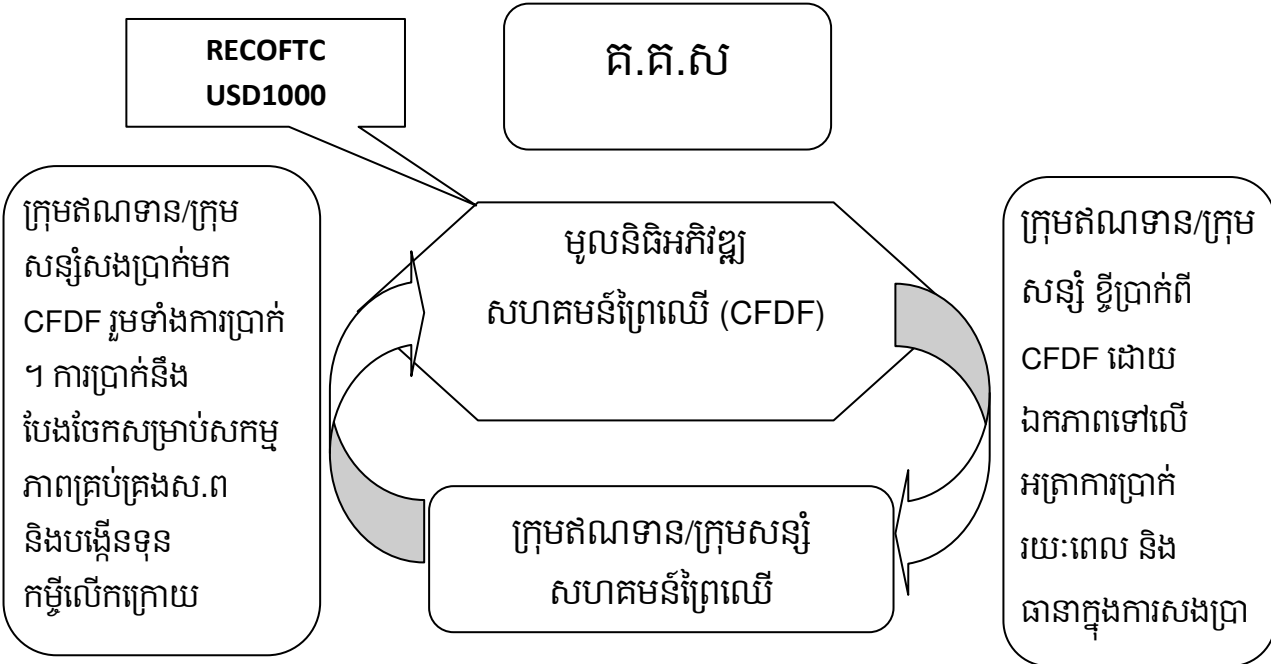 RECOFTC
USD1000
គ.គ.ស
ក្រុមឥណទាន/ក្រុម
សន្សំសងប្រាក់មក
CFDF រួមទាំងការប្រាក់
។ ការប្រាក់នឹង
បែងចែកសម្រាប់សកម្ម
ភាពគ្រប់គ្រងស.ព
និងបង្កើនទុន
កម្ចីលើកក្រោយ
មូលនិធិអភិវឌ្ឍ
សហគមន៍ព្រៃឈើ (CFDF)
ក្រុមឥណទាន/ក្រុមសន្សំ
សហគមន៍ព្រៃឈើ
ក្រុមឥណទាន/ក្រុម
សន្សំ ខ្ចីប្រាក់ពី
CFDF ដោយ
ឯកភាពទៅលើ
អត្រាការប្រាក់
រយៈពេល និង
ធានាក្នុងការសងប្រា